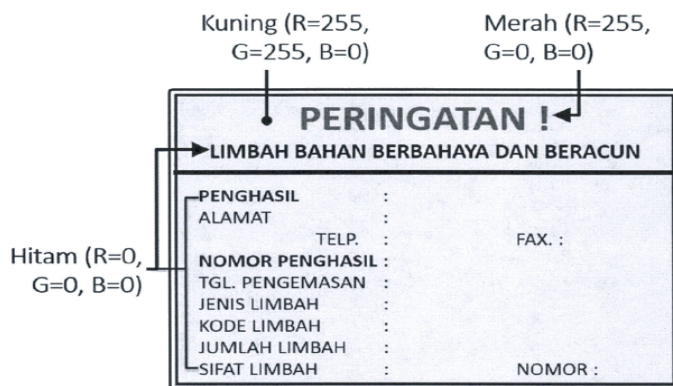 Kuning (R=255,
G=255, B=0)
Merah (R=255,
G=0, B=0)
PERINGATAN !
LIMBAH BAHAN BERBAHAYA DAN BERACUN
PENGHASIL :
ALAMAT :
TELP. : FAX. :
NOMOR PENGHASIL :
TGL. PENGEMASAN :
JENIS LIMBAH :
KODE LIMBAH :
JUMLAH LIMBAH :
SIFAT LIMBAH : NOMOR :
Hitam (R=0,
G=0, B=0)